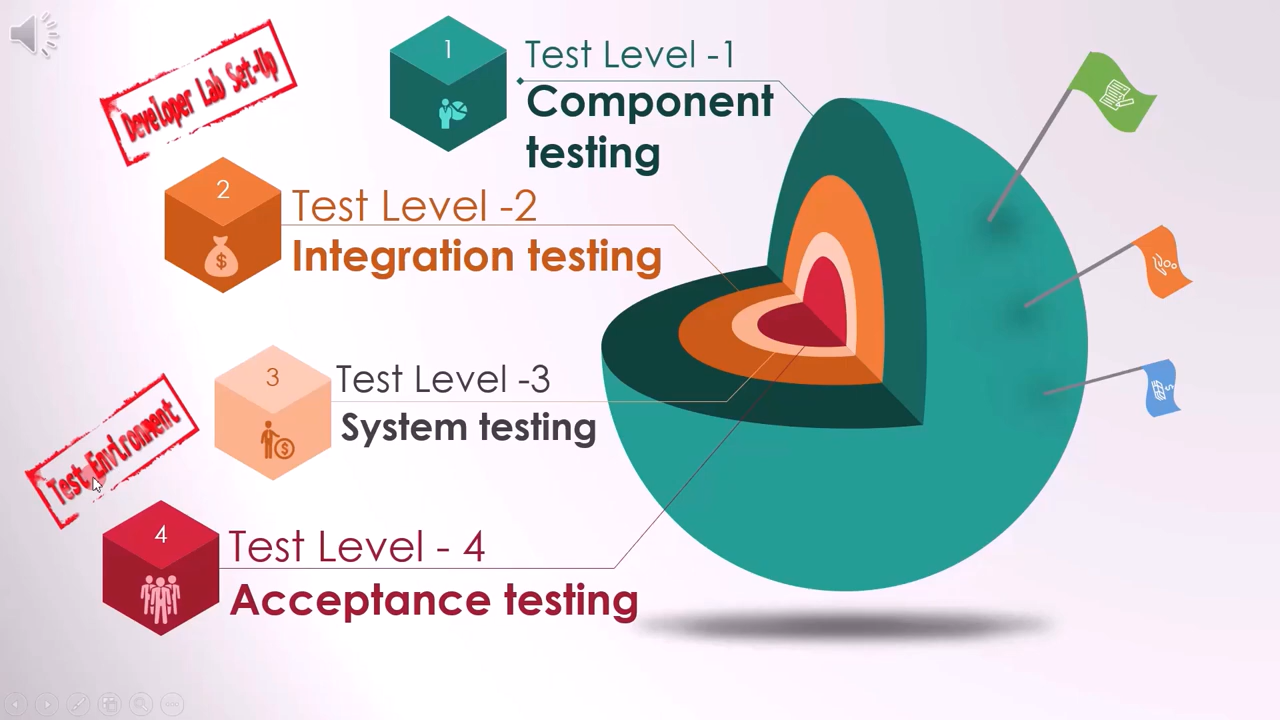 Developer Lab Set-Up
1
Test Level -1
Component
testing
2
Test Level -2
Integration testing
3
Test Level -3
System testing
Test Environment
4
Test Level - 4
Acceptance testing